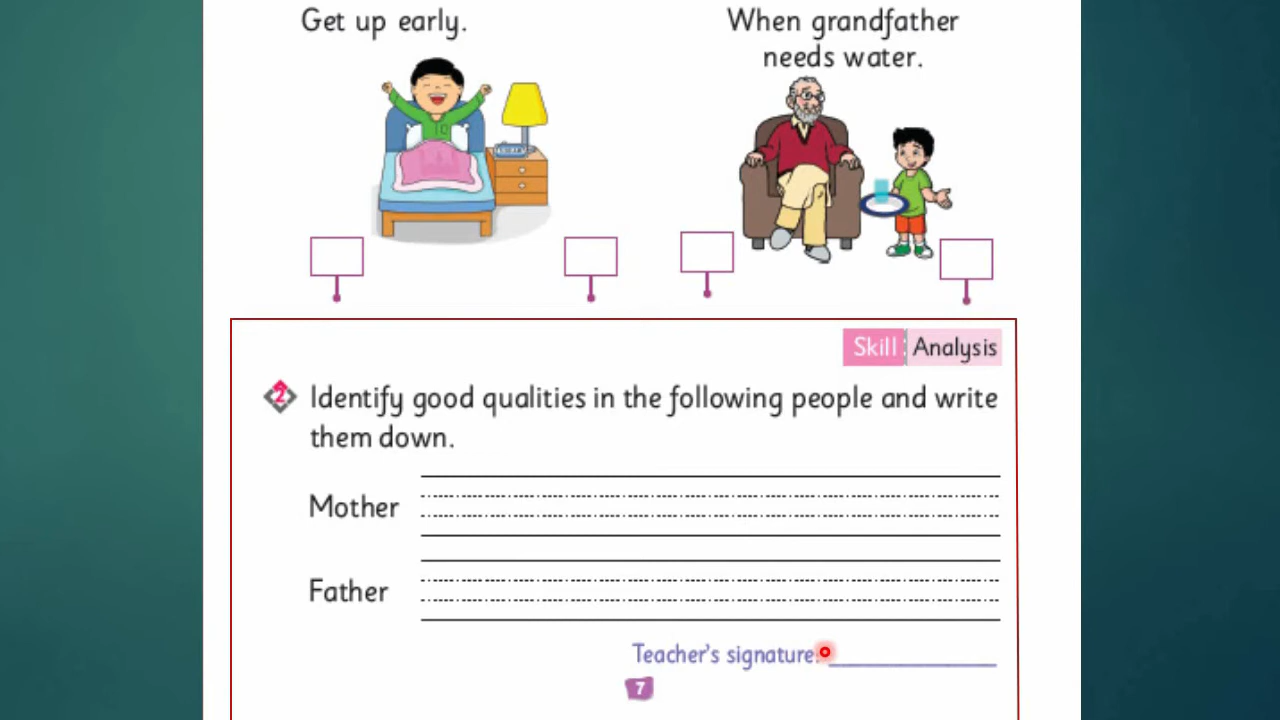 Get up early.
When grandfather
needs water.
Skill Analysis
2 Identify good qualities in the following people and write
them down.
Mother
Father
Teacher's signature:
7